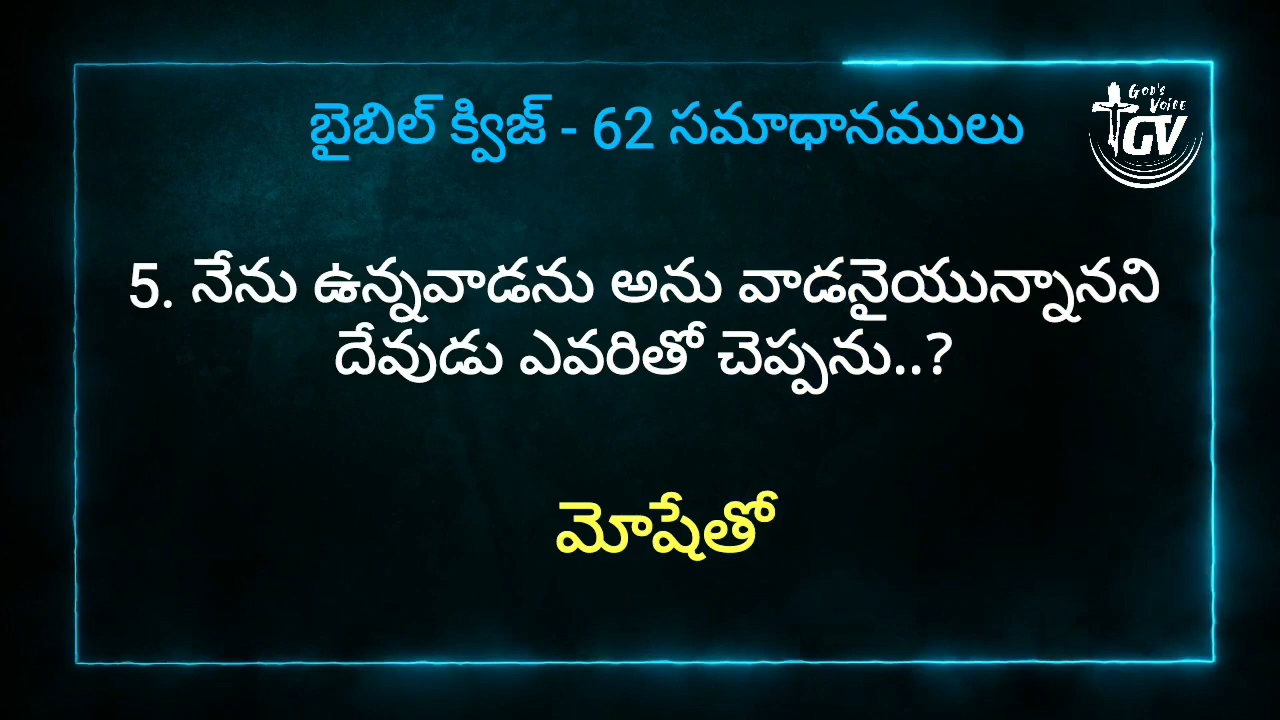 బైబిల్ క్విజ్ - 62 సమాధానములు
GOD'S
VOICE
GV
5. నేను ఉన్నవాడను అను వాడనైయున్నానని
దేవుడు ఎవరితో చెప్పను..?
మోషేతో